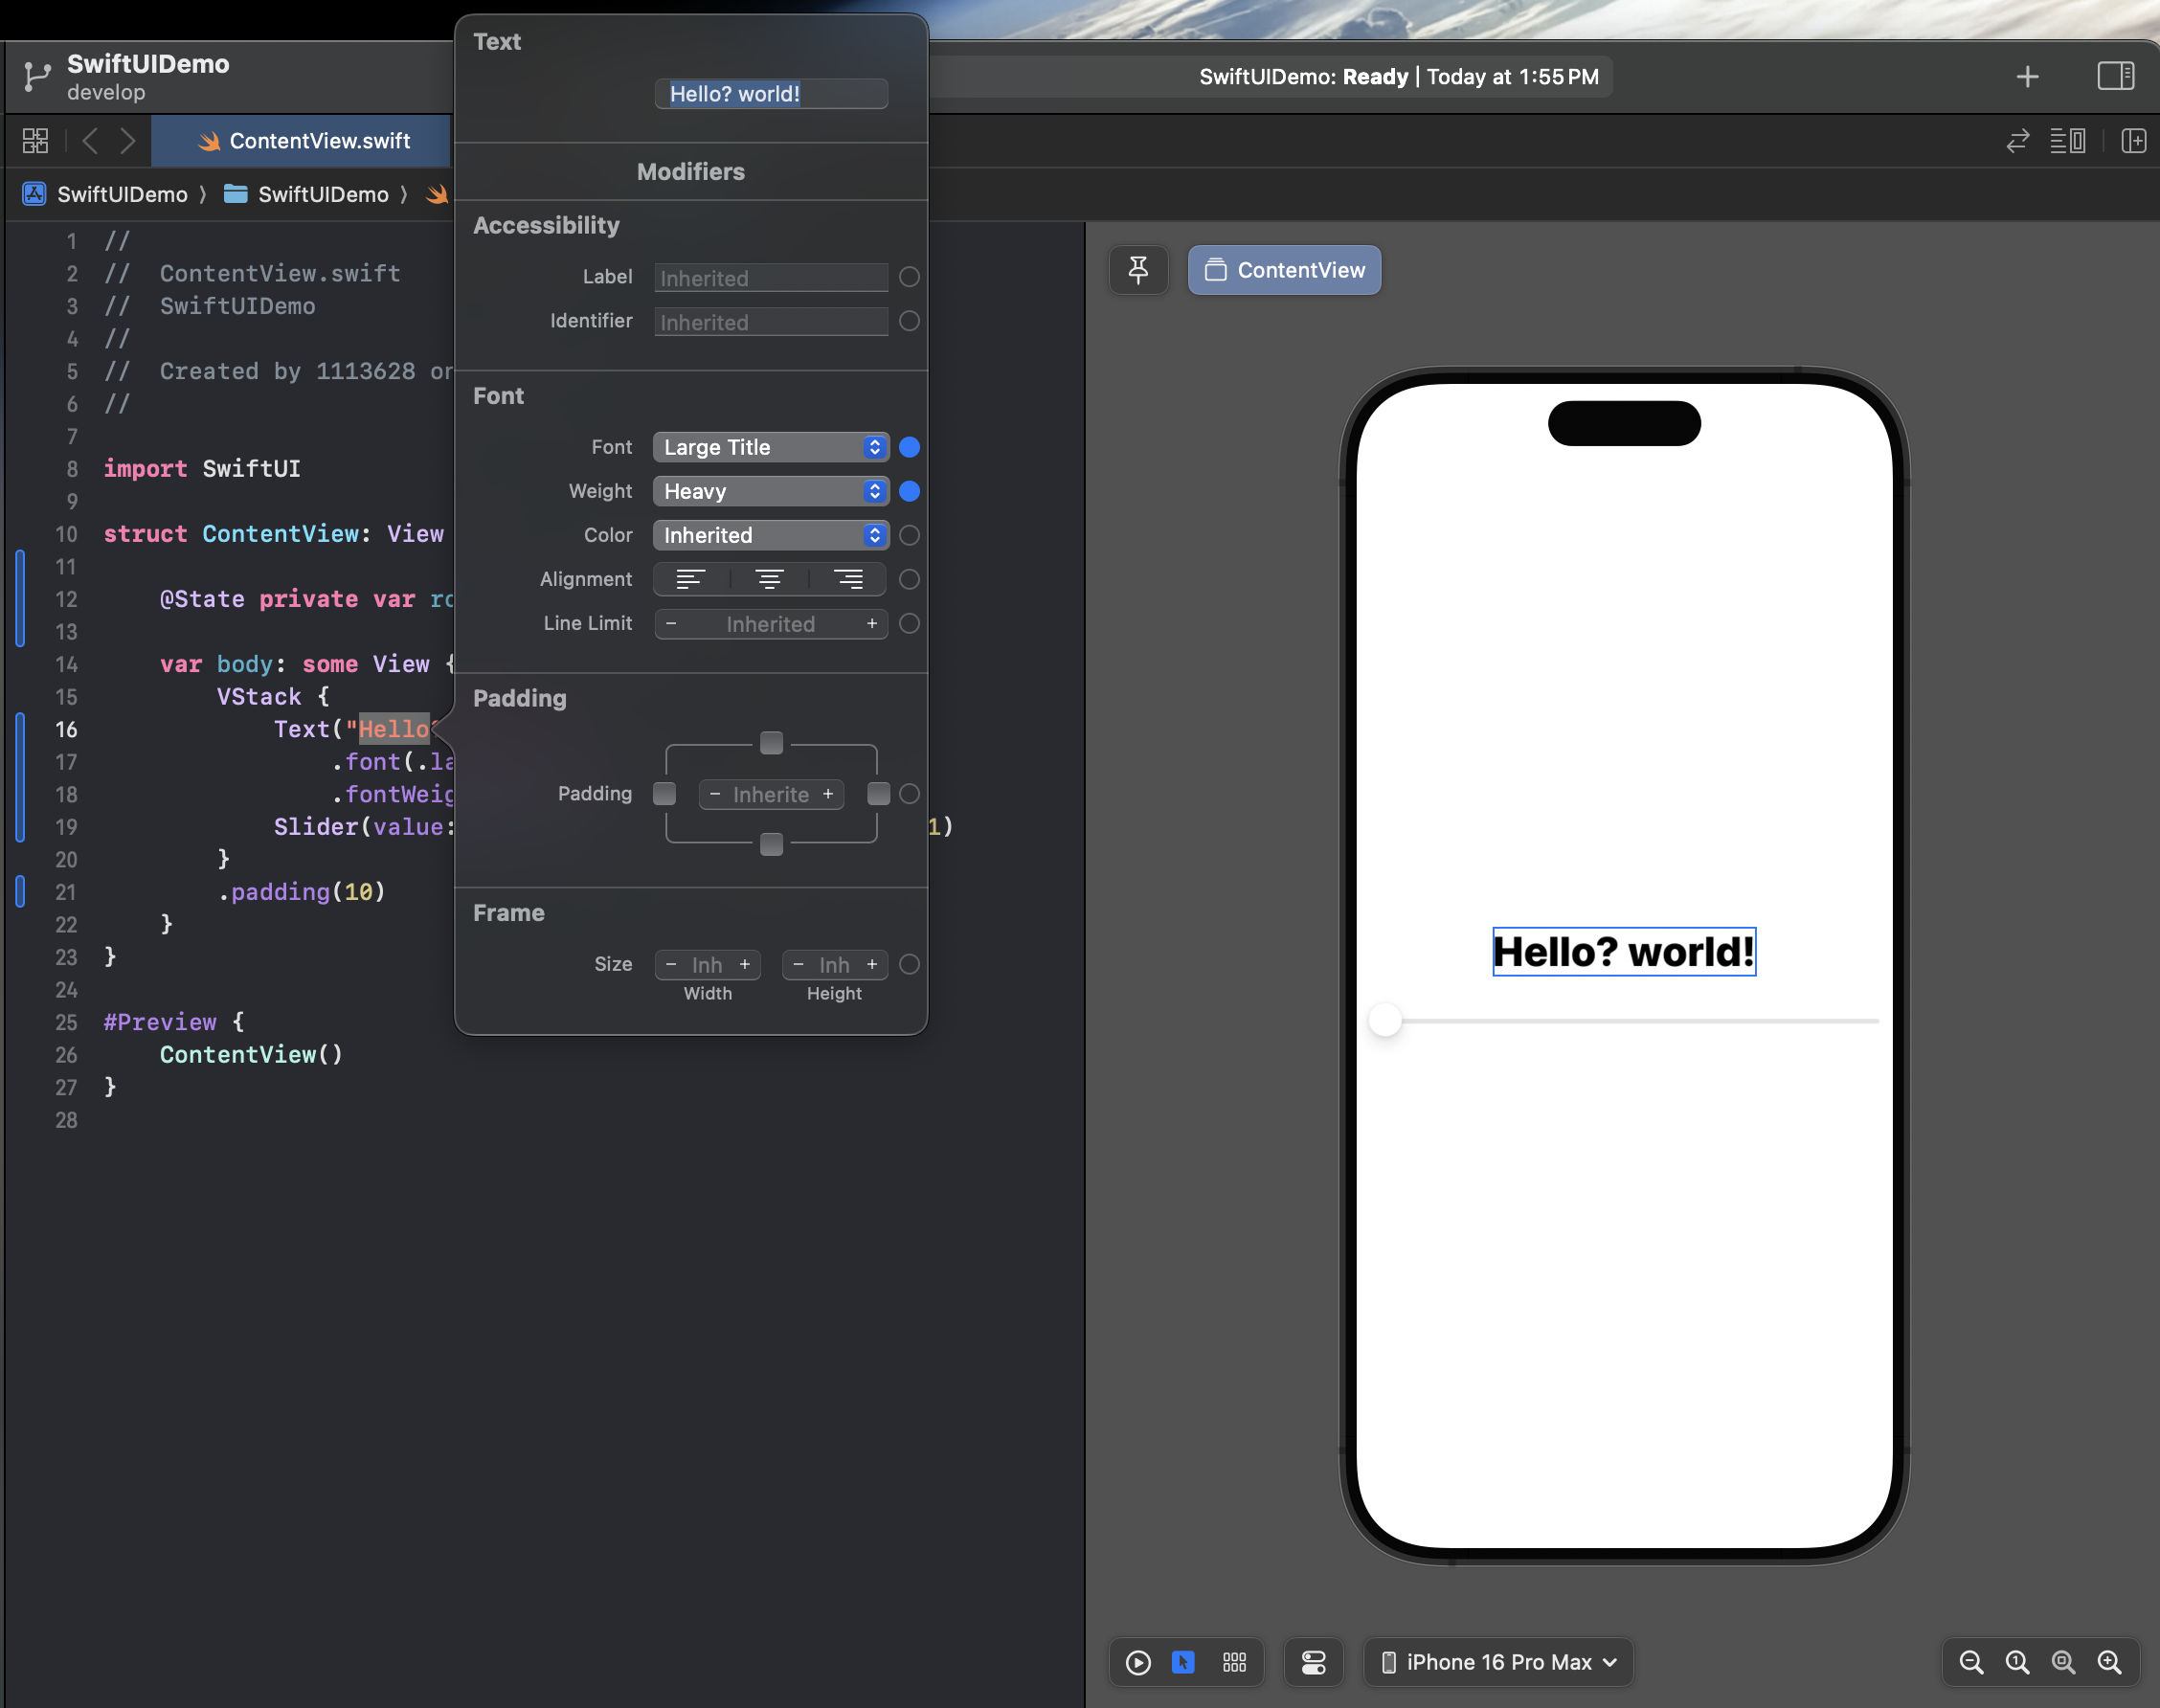 SwiftUIDemo
develop
SwiftUIDemo: Ready | Today at 1:55 PM
ContentView.swift
SwiftUIDemo 〉 SwiftUIDemo 〉
1 //
2 //  ContentView.swift
3 //  SwiftUIDemo
4 //
5 //  Created by 1113628
6 //
7
8 import SwiftUI
9
10 struct ContentView: View
11
12     @State private var
13
14     var body: some View {
15         VStack {
16             Text("Hello?
17                 .font(.la
18                 .fontWeig
19             Slider(value: 1)
20         }
21         .padding(10)
22     }
23 }
24
25 #Preview {
26     ContentView()
27 }
28
Text
Hello? world!
Modifiers
Accessibility
Label Inherited
Identifier Inherited
Font
Font Large Title
Weight Heavy
Color Inherited
Alignment
Line Limit − Inherited +
Padding
Padding − Inherite +
Frame
Size − Inh + − Inh +
Width Height
ContentView
Hello? world!
iPhone 16 Pro Max